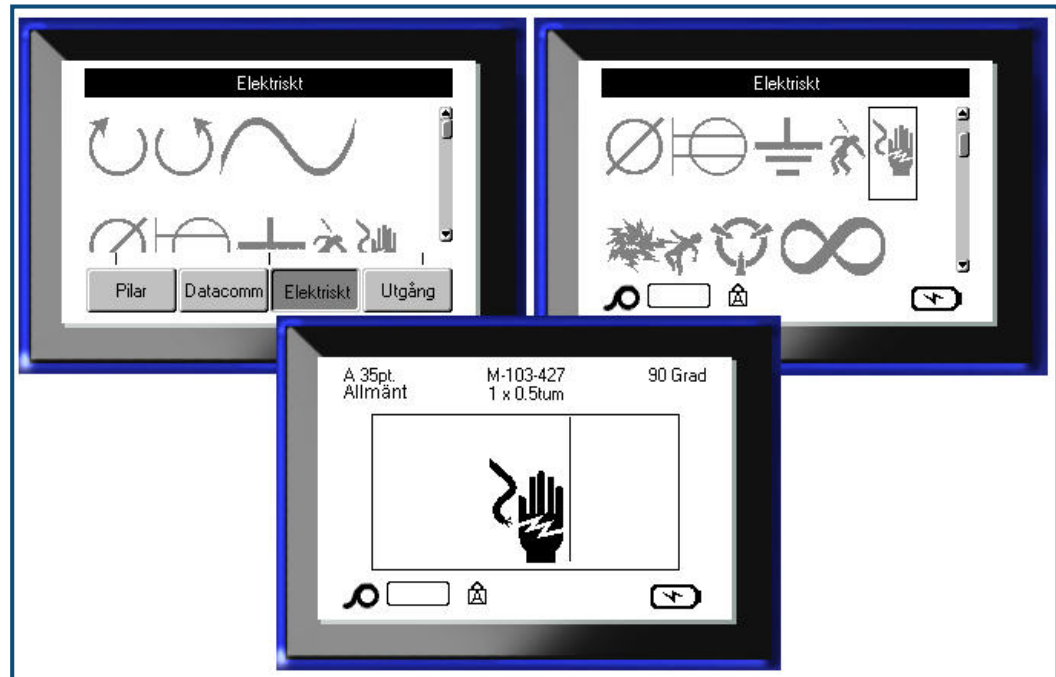 Elektriskt
Pilar Datacomm Elektriskt Utgång
Elektriskt
A
A 35pt. M-103-427 90 Grad
Allmänt 1 x 0.5tum
A